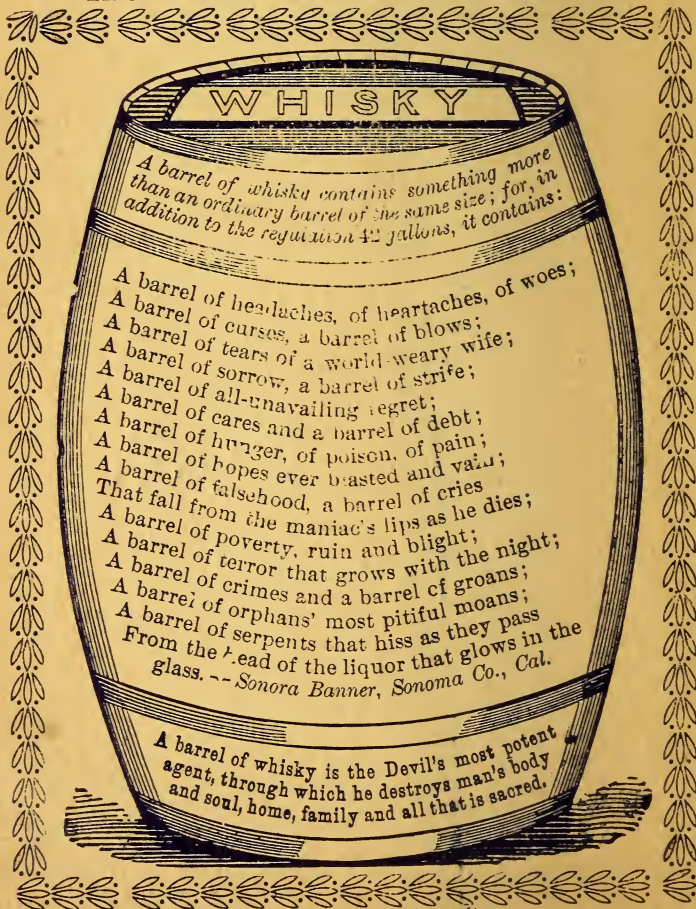 WHISKY
A barrel of whisky contains something more
than an ordinary barrel of the same size; for, in
addition to the regulation 42 gallons, it contains:
A barrel of headaches, of heartaches, of woes;
A barrel of curses, a barrel of blows;
A barrel of tears of a world-weary wife;
A barrel of sorrow, a barrel of strife;
A barrel of all-unavailing regret;
A barrel of cares and a barrel of debt;
A barrel of hunger, of poison, of pain;
A barrel of hopes ever blasted and vain;
A barrel of falsehood, a barrel of cries
That fall from the maniac's lips as he dies;
A barrel of poverty, ruin and blight;
A barrel of terror that grows with the night;
A barrel of crimes and a barrel of groans;
A barrel of orphans' most pitiful moans;
A barrel of serpents that hiss as they pass
From the head of the liquor that glows in the
glass. -- Sonora Banner, Sonoma Co., Cal.
A barrel of whisky is the Devil's most potent
agent, through which he destroys man's body
and soul, home, family and all that is sacred.